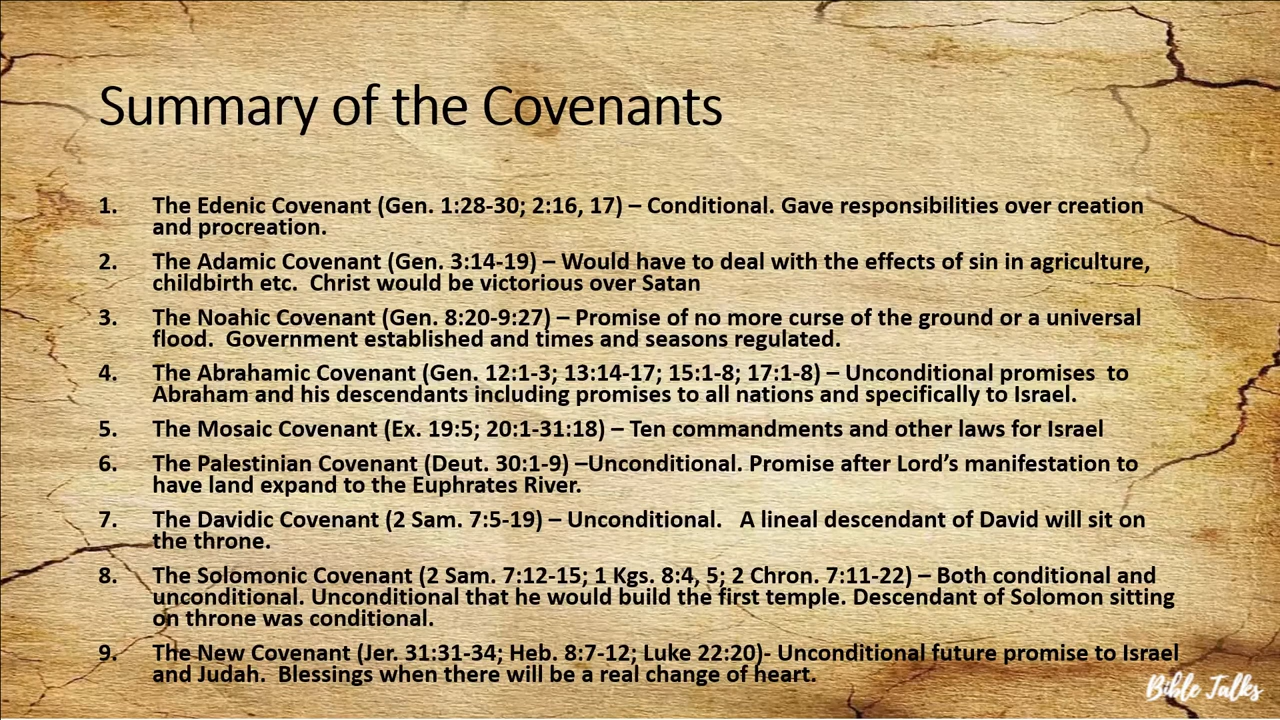 Summary of the Covenants
1. The Edenic Covenant (Gen. 1:28-30; 2:16, 17) – Conditional. Gave responsibilities over creation
and procreation.
2. The Adamic Covenant (Gen. 3:14-19) – Would have to deal with the effects of sin in agriculture,
childbirth etc.  Christ would be victorious over Satan
3. The Noahic Covenant (Gen. 8:20-9:27) – Promise of no more curse of the ground or a universal
flood.  Government established and times and seasons regulated.
4. The Abrahamic Covenant (Gen. 12:1-3; 13:14-17; 15:1-8; 17:1-8) – Unconditional promises  to
Abraham and his descendants including promises to all nations and specifically to Israel.
5. The Mosaic Covenant (Ex. 19:5; 20:1-31:18) – Ten commandments and other laws for Israel
6. The Palestinian Covenant (Deut. 30:1-9) –Unconditional. Promise after Lord’s manifestation to
have land expand to the Euphrates River.
7. The Davidic Covenant (2 Sam. 7:5-19) – Unconditional.   A lineal descendant of David will sit on
the throne.
8. The Solomonic Covenant (2 Sam. 7:12-15; 1 Kgs. 8:4, 5; 2 Chron. 7:11-22) – Both conditional and
unconditional. Unconditional that he would build the first temple. Descendant of Solomon sitting
on throne was conditional.
9. The New Covenant (Jer. 31:31-34; Heb. 8:7-12; Luke 22:20)- Unconditional future promise to Israel
and Judah.  Blessings when there will be a real change of heart.
Bible Talks